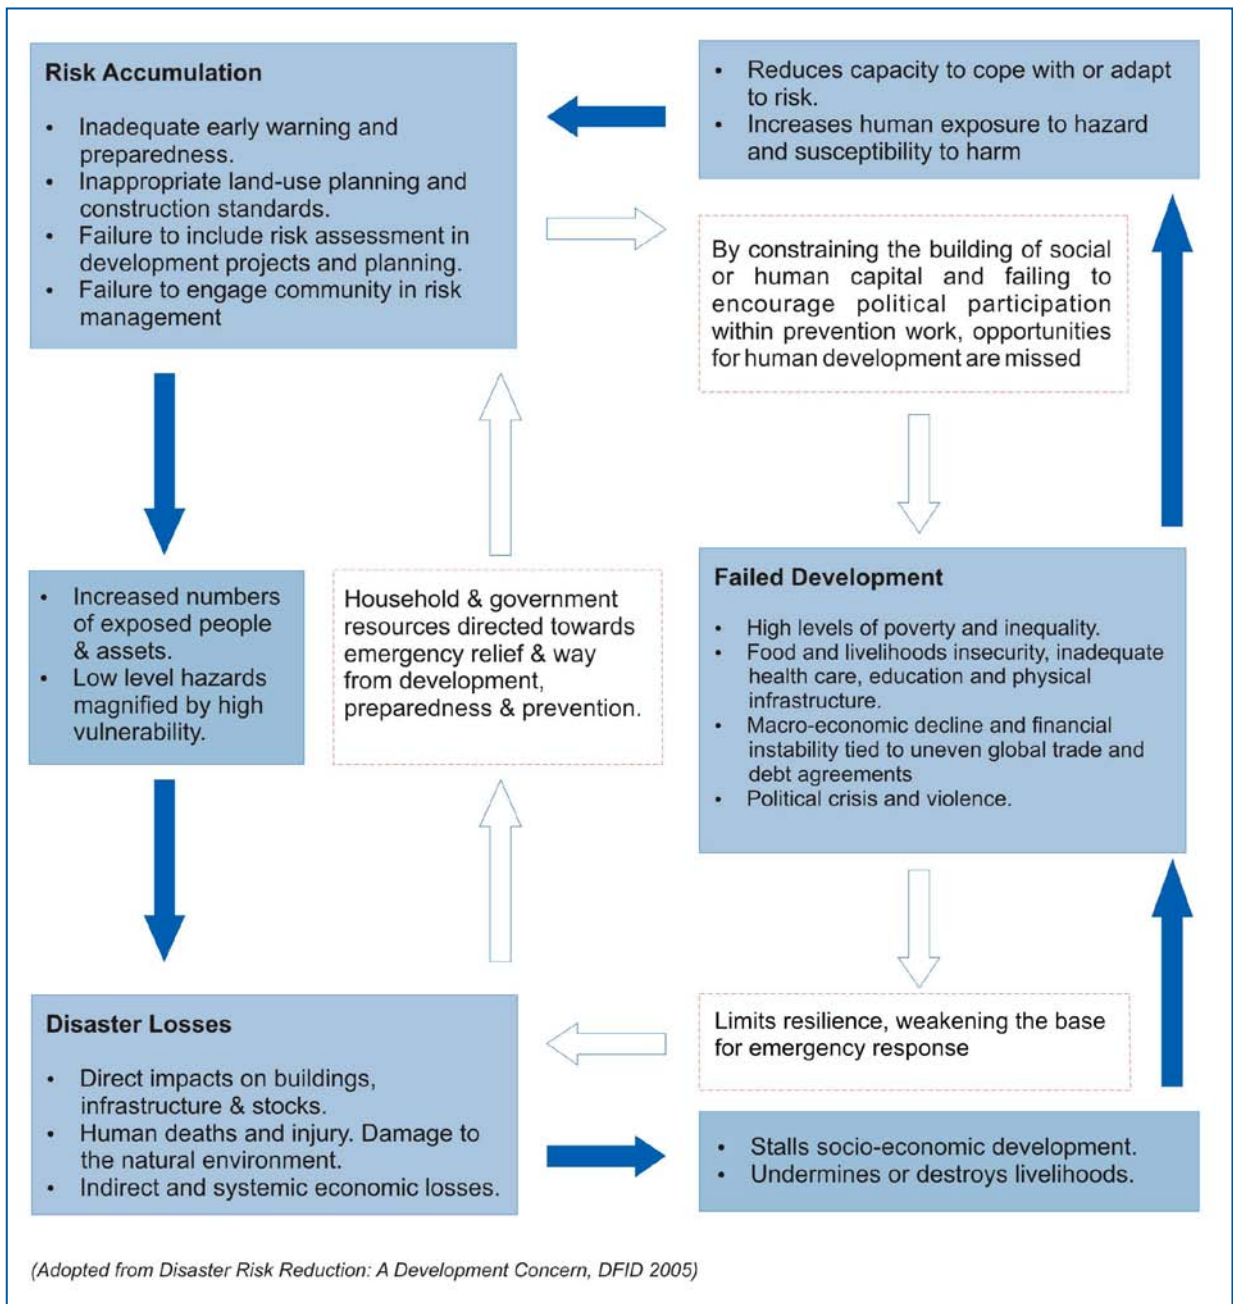 Risk Accumulation
• Inadequate early warning and
preparedness.
• Inappropriate land-use planning and
construction standards.
• Failure to include risk assessment in
development projects and planning.
• Failure to engage community in risk
management
• Reduces capacity to cope with or adapt
to risk.
• Increases human exposure to hazard
and susceptibility to harm
By constraining the building of social
or human capital and failing to
encourage political participation
within prevention work, opportunities
for human development are missed
• Increased numbers
of exposed people
& assets.
• Low level hazards
magnified by high
vulnerability.
Household & government
resources directed towards
emergency relief & way
from development,
preparedness & prevention.
Failed Development
• High levels of poverty and inequality.
• Food and livelihoods insecurity, inadequate
health care, education and physical
infrastructure.
• Macro-economic decline and financial
instability tied to uneven global trade and
debt agreements
• Political crisis and violence.
Disaster Losses
• Direct impacts on buildings,
infrastructure & stocks.
• Human deaths and injury. Damage to
the natural environment.
• Indirect and systemic economic losses.
Limits resilience, weakening the base
for emergency response
• Stalls socio-economic development.
• Undermines or destroys livelihoods.
(Adopted from Disaster Risk Reduction: A Development Concern, DFID 2005)